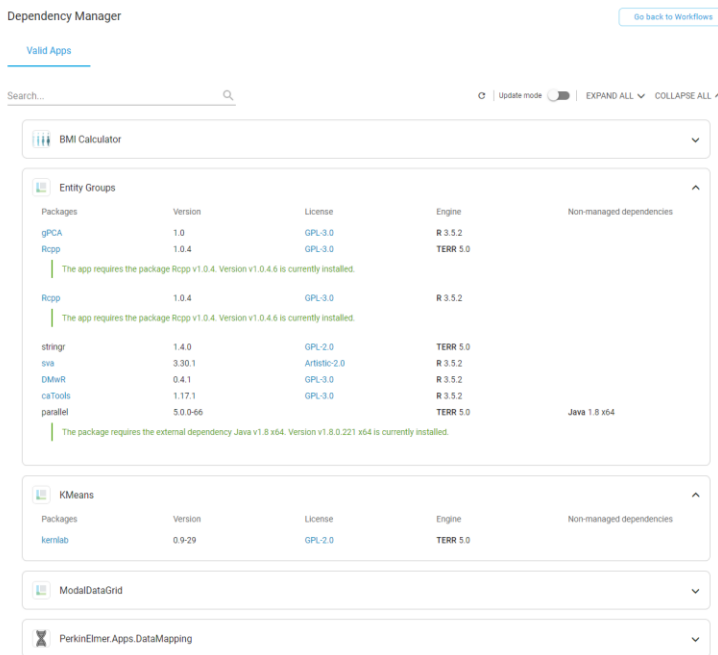 Dependency Manager
Go back to Workflows
Valid Apps
Search...
Update mode
EXPAND ALL
COLLAPSE ALL
BMI Calculator
Entity Groups
Packages Version License Engine Non-managed dependencies
gPCA 1.0 GPL-3.0 R 3.5.2
Rcpp 1.0.4 GPL-3.0 TERR 5.0
The app requires the package Rcpp v1.0.4. Version v1.0.4.6 is currently installed.
Rcpp 1.0.4 GPL-3.0 R 3.5.2
The app requires the package Rcpp v1.0.4. Version v1.0.4.6 is currently installed.
stringr 1.4.0 GPL-2.0 TERR 5.0
sva 3.30.1 Artistic-2.0 R 3.5.2
DMwR 0.4.1 GPL-3.0 R 3.5.2
caTools 1.17.1 GPL-3.0 R 3.5.2
parallel 5.0.0-66 TERR 5.0 Java 1.8 x64
The package requires the external dependency Java v1.8 x64. Version v1.8.0.221 x64 is currently installed.
KMeans
Packages Version License Engine Non-managed dependencies
kernlab 0.9-29 GPL-2.0 TERR 5.0
ModalDataGrid
PerkinElmer.Apps.DataMapping